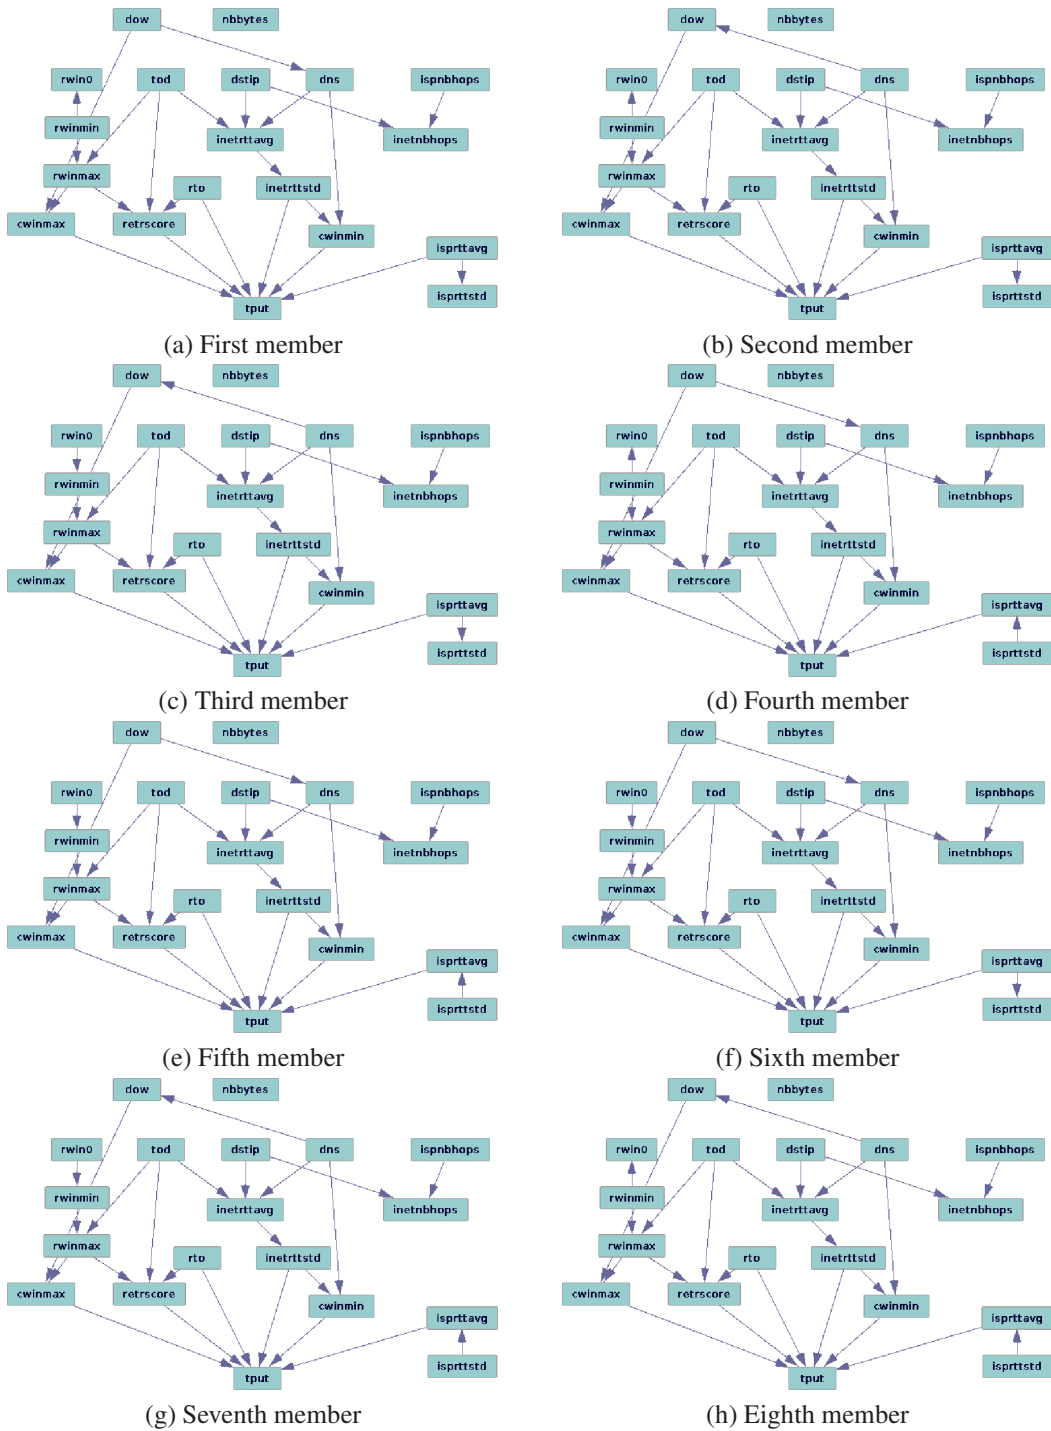 dow nbbytes
rwin0 tod dstip dns ispnbhops
rwinmin inetrttavg inetnbhops
rwinmax rto inetrttstd
cwinmax retrscore cwinmin
isprttavg
tput isprttstd
(a) First member
dow nbbytes
rwin0 tod dstip dns ispnbhops
rwinmin inetrttavg inetnbhops
rwinmax rto inetrttstd
cwinmax retrscore cwinmin
isprttavg
tput isprttstd
(b) Second member
dow nbbytes
rwin0 tod dstip dns ispnbhops
rwinmin inetrttavg inetnbhops
rwinmax rto inetrttstd
cwinmax retrscore cwinmin
isprttavg
tput isprttstd
(c) Third member
dow nbbytes
rwin0 tod dstip dns ispnbhops
rwinmin inetrttavg inetnbhops
rwinmax rto inetrttstd
cwinmax retrscore cwinmin
isprttavg
tput isprttstd
(d) Fourth member
dow nbbytes
rwin0 tod dstip dns ispnbhops
rwinmin inetrttavg inetnbhops
rwinmax rto inetrttstd
cwinmax retrscore cwinmin
isprttavg
tput isprttstd
(e) Fifth member
dow nbbytes
rwin0 tod dstip dns ispnbhops
rwinmin inetrttavg inetnbhops
rwinmax rto inetrttstd
cwinmax retrscore cwinmin
isprttavg
tput isprttstd
(f) Sixth member
dow nbbytes
rwin0 tod dstip dns ispnbhops
rwinmin inetrttavg inetnbhops
rwinmax rto inetrttstd
cwinmax retrscore cwinmin
isprttavg
tput isprttstd
(g) Seventh member
dow nbbytes
rwin0 tod dstip dns ispnbhops
rwinmin inetrttavg inetnbhops
rwinmax rto inetrttstd
cwinmax retrscore cwinmin
isprttavg
tput isprttstd
(h) Eighth member